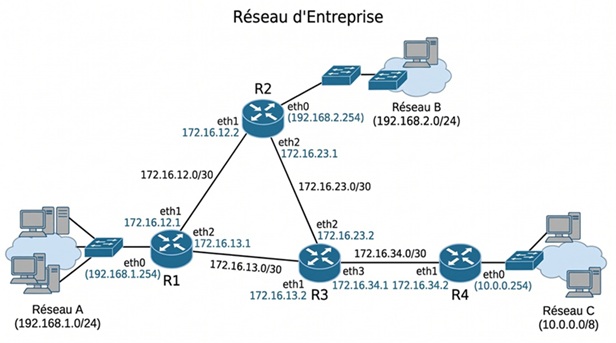 Réseau d'Entreprise
R2
eth0
(192.168.2.254)
Réseau B
(192.168.2.0/24)
eth1
172.16.12.2
eth2
172.16.23.1
172.16.12.0/30
172.16.23.0/30
eth1
172.16.12.1
eth2
172.16.13.1
eth0
(192.168.1.254)
R1
Réseau A
(192.168.1.0/24)
172.16.13.0/30
eth2
172.16.23.2
172.16.34.0/30
eth1
172.16.13.2
R3
eth3
172.16.34.1
eth1
172.16.34.2
R4
eth0
(10.0.0.254)
Réseau C
(10.0.0.0/8)